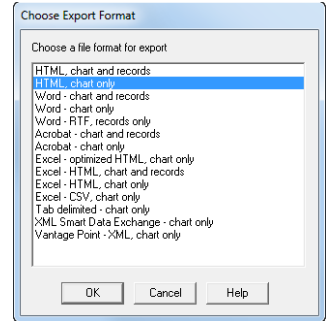 Choose Export Format
Choose a file format for export
HTML, chart and records
HTML, chart only
Word - chart and records
Word - chart only
Word - RTF, records only
Acrobat - chart and records
Acrobat - chart only
Excel - optimized HTML, chart only
Excel - HTML, chart and records
Excel - HTML, chart only
Excel - CSV, chart only
Tab delimited - chart only
XML Smart Data Exchange - chart only
Vantage Point - XML, chart only
OK Cancel Help